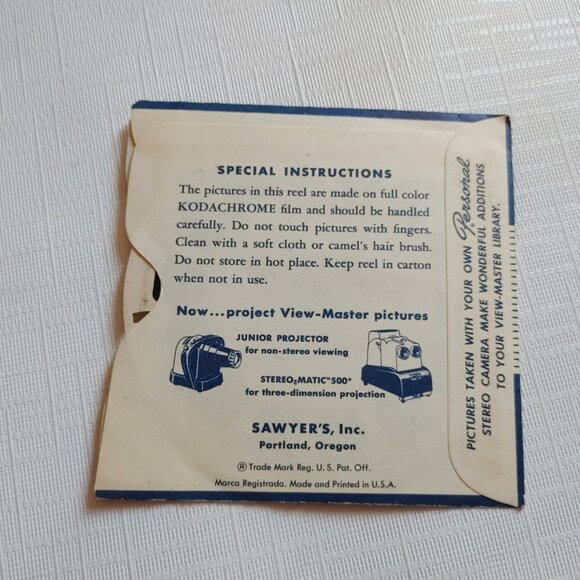 SPECIAL INSTRUCTIONS
The pictures in this reel are made on full color
KODACHROME film and should be handled
carefully. Do not touch pictures with fingers.
Clean with a soft cloth or camel's hair brush.
Do not store in hot place. Keep reel in carton
when not in use.
Now...project View-Master pictures
JUNIOR PROJECTOR
for non-stereo viewing
STEREO-MATIC "500"
for three-dimension projection
SAWYER'S, Inc.
Portland, Oregon
® Trade Mark Reg. U. S. Pat. Off.
Marca Registrada. Made and Printed in U.S.A.
PICTURES TAKEN WITH YOUR OWN Personal
STEREO CAMERA MAKE WONDERFUL ADDITIONS
TO YOUR VIEW-MASTER LIBRARY.